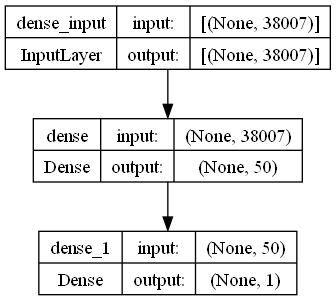 dense_input input: [(None, 38007)]
InputLayer output: [(None, 38007)]
dense input: (None, 38007)
Dense output: (None, 50)
dense_1 input: (None, 50)
Dense output: (None, 1)